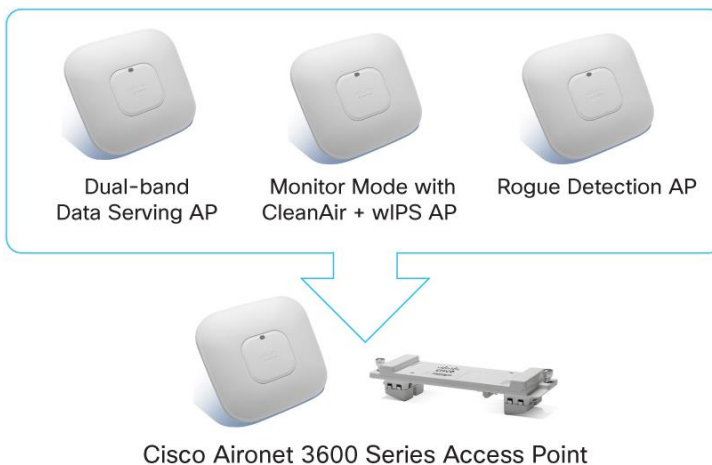 Dual-band
Data Serving AP
Monitor Mode with
CleanAir + wIPS AP
Rogue Detection AP
Cisco Aironet 3600 Series Access Point